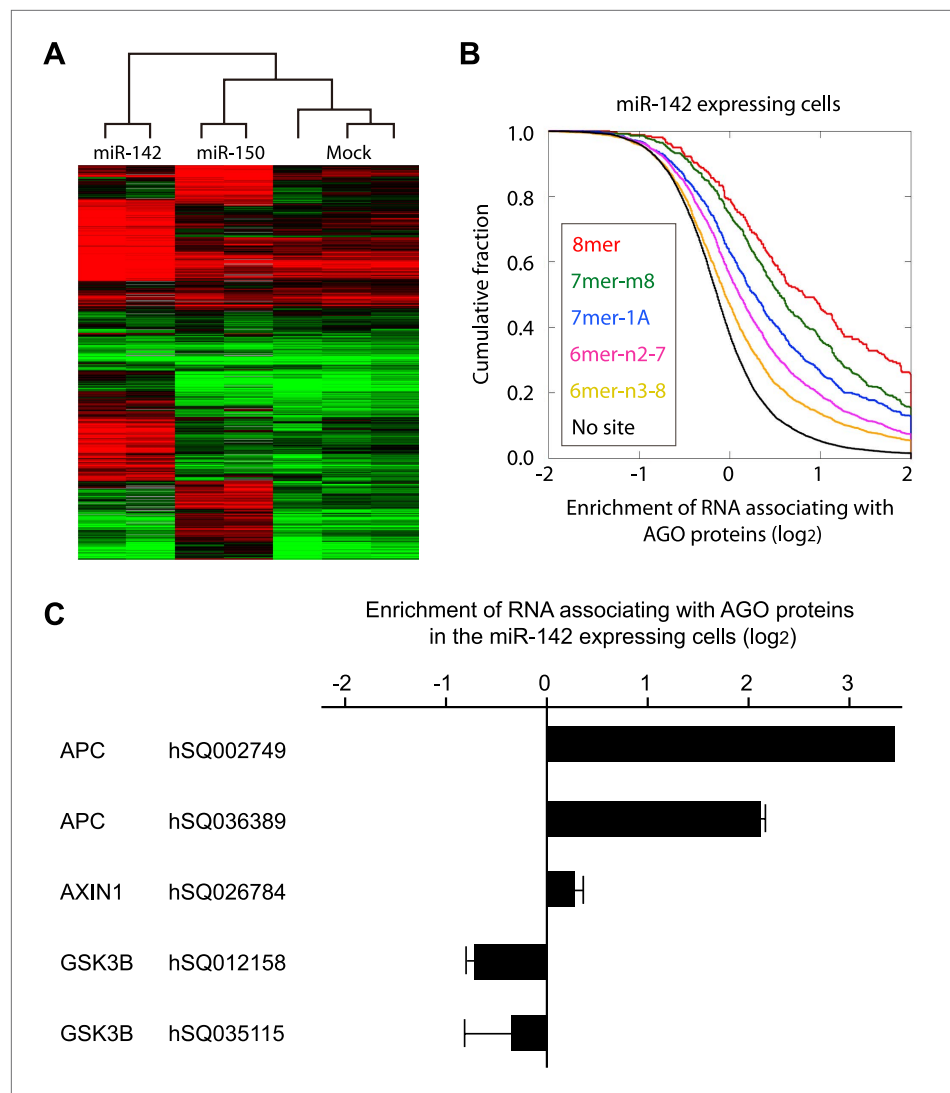 A
miR-142 miR-150 Mock
B
miR-142 expressing cells
1.0
0.8
0.6
0.4
0.2
0.0
Cumulative fraction
8mer
7mer-m8
7mer-1A
6mer-n2-7
6mer-n3-8
No site
-2 -1 0 1 2
Enrichment of RNA associating with
AGO proteins (log2)
C
Enrichment of RNA associating with AGO proteins
in the miR-142 expressing cells (log2)
-2 -1 0 1 2 3
APC hSQ002749
APC hSQ036389
AXIN1 hSQ026784
GSK3B hSQ012158
GSK3B hSQ035115